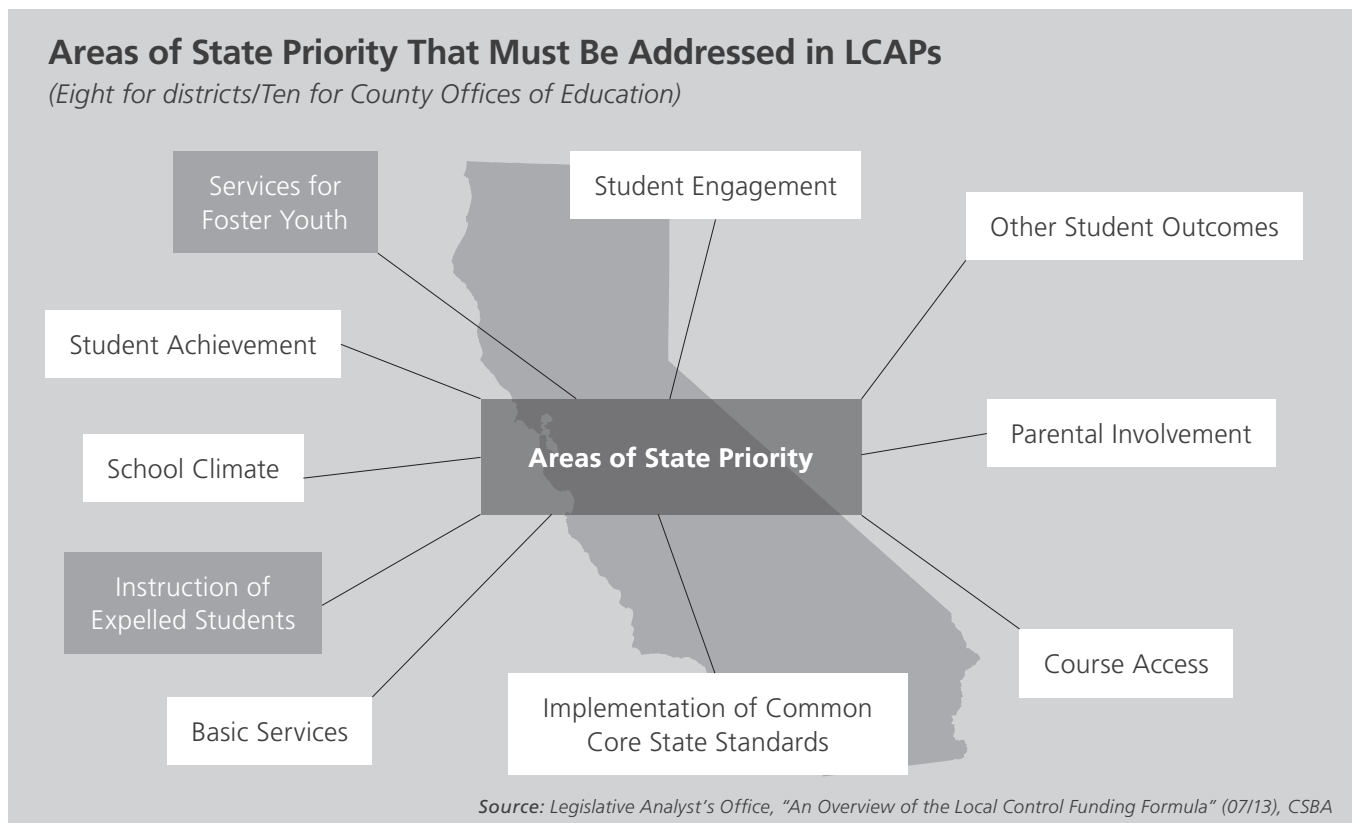 Areas of State Priority That Must Be Addressed in LCAPs
(Eight for districts/Ten for County Offices of Education)
Services for
Foster Youth
Student Engagement
Other Student Outcomes
Student Achievement
Parental Involvement
School Climate
Areas of State Priority
Instruction of
Expelled Students
Course Access
Basic Services
Implementation of Common
Core State Standards
Source: Legislative Analyst’s Office, “An Overview of the Local Control Funding Formula” (07/13), CSBA